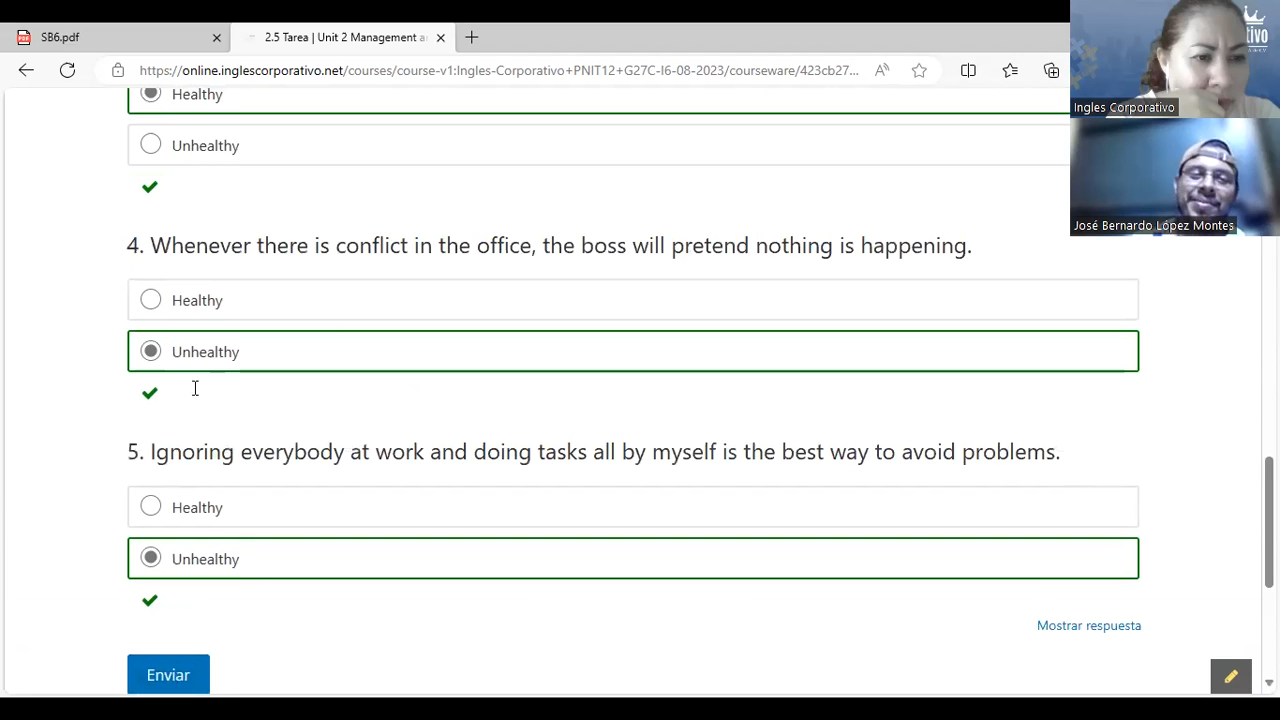 SB6.pdf
2.5 Tarea | Unit 2 Management a
https://online.inglescorporativo.net/courses/course-v1:Ingles-Corporativo+PNIT12+G27C-I6-08-2023/courseware/423cb27...
tivo
Ingles Corporativo
José Bernardo López Montes
Healthy
Unhealthy
4. Whenever there is conflict in the office, the boss will pretend nothing is happening.
Healthy
Unhealthy
5. Ignoring everybody at work and doing tasks all by myself is the best way to avoid problems.
Healthy
Unhealthy
Mostrar respuesta
Enviar